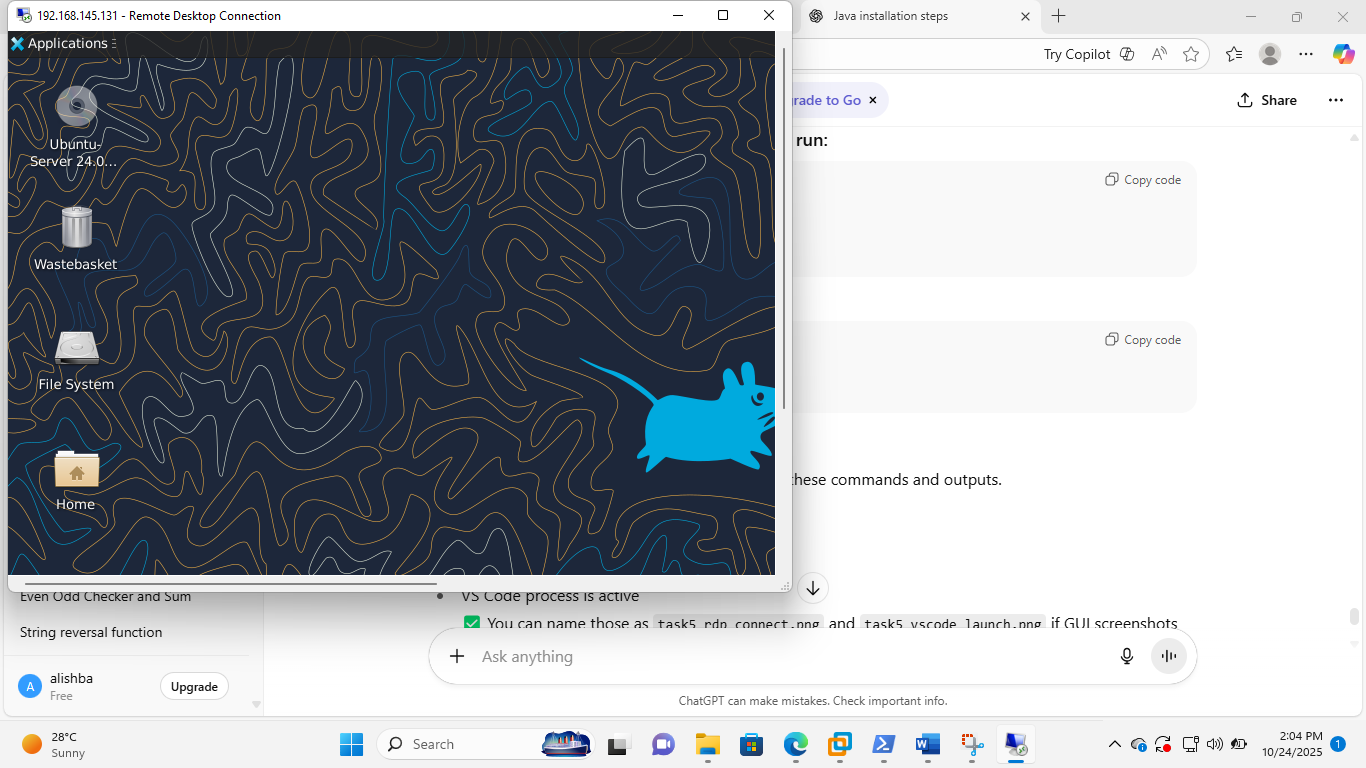 192.168.145.131 - Remote Desktop Connection
Java installation steps
Applications
Try Copilot
Ubuntu-
Server 24.0...
Wastebasket
File System
Home
rade to Go ×
Share
run:
Copy code
Copy code
hese commands and outputs.
Even Odd Checker and Sum
String reversal function
VS Code process is active
You can name those as task5_rdp_connect.png and task5_vscode_launch.png if GUI screenshots
A
alishba
Free
Upgrade
Ask anything
ChatGPT can make mistakes. Check important info.
28°C
Sunny
Search
2:04 PM
10/24/2025
1